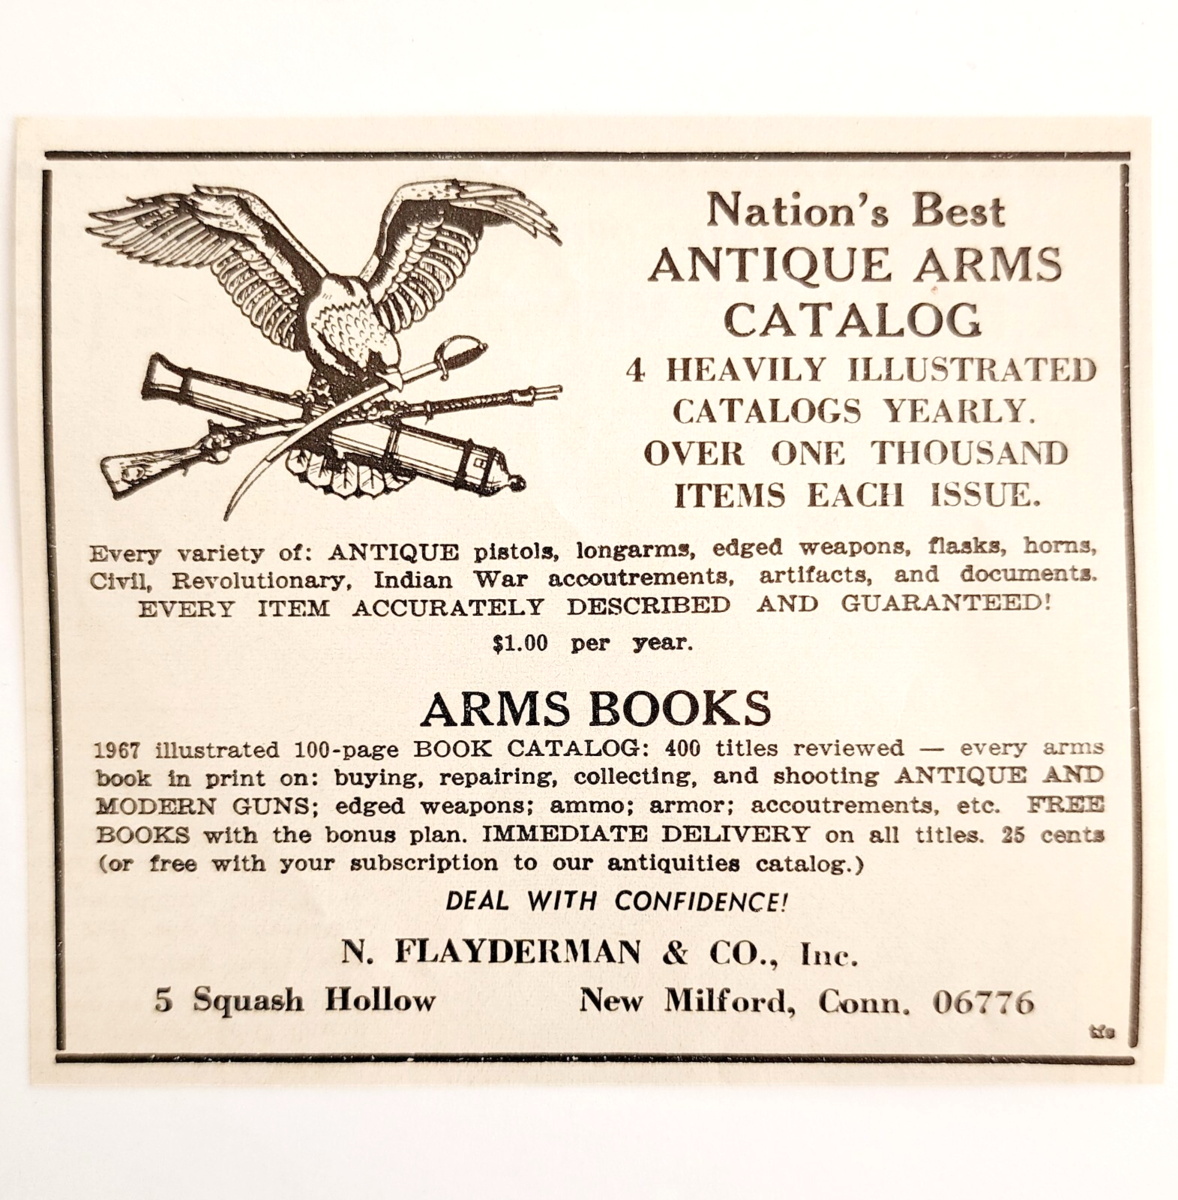 Nation's Best
ANTIQUE ARMS
CATALOG
4 HEAVILY ILLUSTRATED
CATALOGS YEARLY.
OVER ONE THOUSAND
ITEMS EACH ISSUE.
Every variety of: ANTIQUE pistols, longarms, edged weapons, flasks, horns,
Civil, Revolutionary, Indian War accoutrements, artifacts, and documents.
EVERY ITEM ACCURATELY DESCRIBED AND GUARANTEED!
$1.00 per year.
ARMS BOOKS
1967 illustrated 100-page BOOK CATALOG: 400 titles reviewed — every arms
book in print on: buying, repairing, collecting, and shooting ANTIQUE AND
MODERN GUNS; edged weapons; ammo; armor; accoutrements, etc. FREE
BOOKS with the bonus plan. IMMEDIATE DELIVERY on all titles. 25 cents
(or free with your subscription to our antiquities catalog.)
DEAL WITH CONFIDENCE!
N. FLAYDERMAN & CO., Inc.
5 Squash Hollow New Milford, Conn. 06776